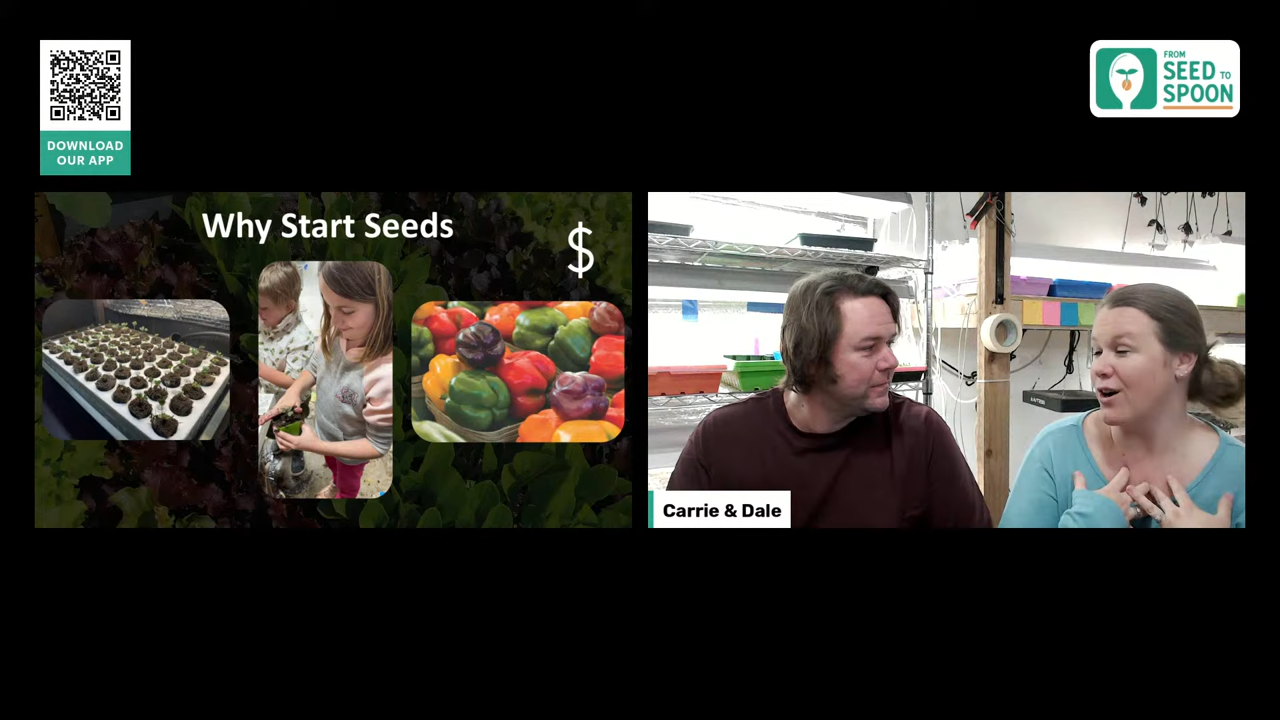 DOWNLOAD
OUR APP
FROM
SEED TO
SPOON
Why Start Seeds
$
Carrie & Dale